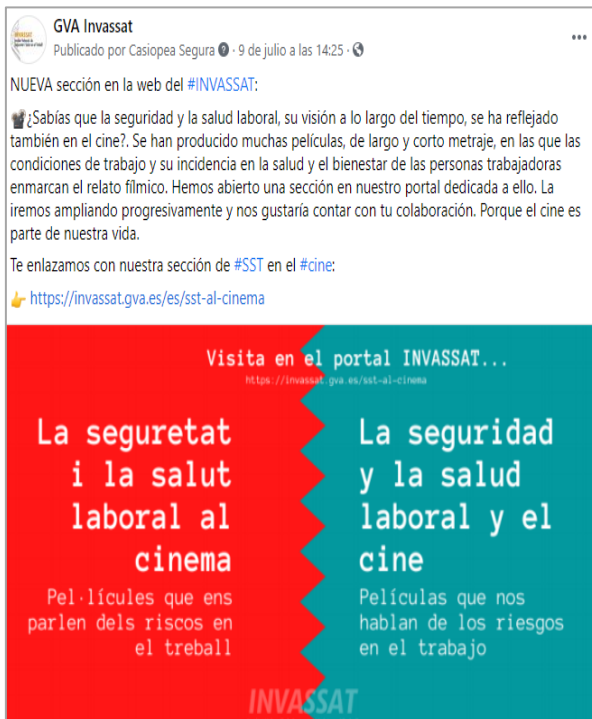 GVA Invassat
Publicado por Casiopea Segura · 9 de julio a las 14:25 ·
NUEVA sección en la web del #INVASSAT:
¿Sabías que la seguridad y la salud laboral, su visión a lo largo del tiempo, se ha reflejado
también en el cine?. Se han producido muchas películas, de largo y corto metraje, en las que las
condiciones de trabajo y su incidencia en la salud y el bienestar de las personas trabajadoras
enmarcan el relato fílmico. Hemos abierto una sección en nuestro portal dedicada a ello. La
iremos ampliando progresivamente y nos gustaría contar con tu colaboración. Porque el cine es
parte de nuestra vida.
Te enlazamos con nuestra sección de #SST en el #cine:
👉 https://invassat.gva.es/es/sst-al-cinema
Visita en el portal INVASSAT...
https://invassat.gva.es/sst-al-cinema
La seguretat
i la salut
laboral al
cinema
Pel·lícules que ens
parlen dels riscos en
el treball
La seguridad
y la salud
laboral y el
cine
Películas que nos
hablan de los riesgos
en el trabajo
INVASSAT